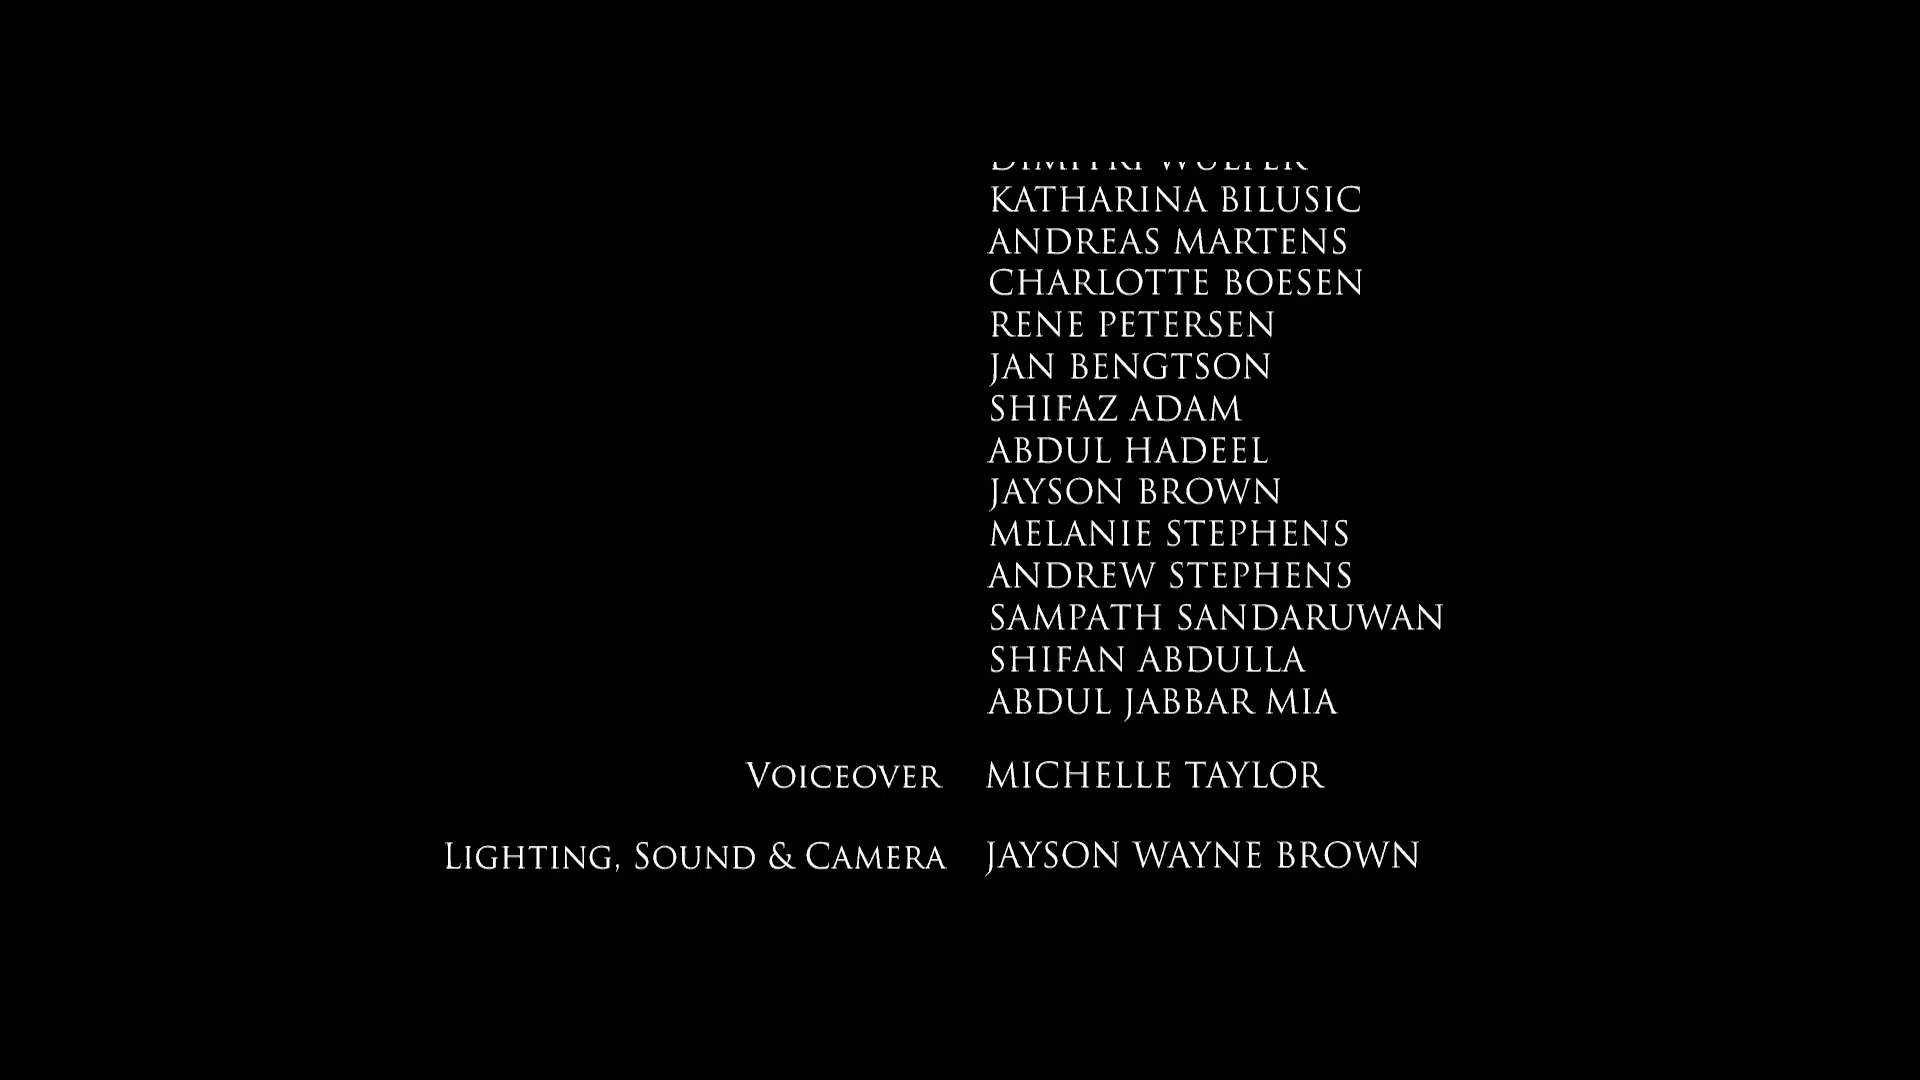 KATHARINA BILUSIC
ANDREAS MARTENS
CHARLOTTE BOESEN
RENE PETERSEN
JAN BENGTSON
SHIFAZ ADAM
ABDUL HADEEL
JAYSON BROWN
MELANIE STEPHENS
ANDREW STEPHENS
SAMPATH SANDARUWAN
SHIFAN ABDULLA
ABDUL JABBAR MIA
VOICEOVER MICHELLE TAYLOR
LIGHTING, SOUND & CAMERA JAYSON WAYNE BROWN